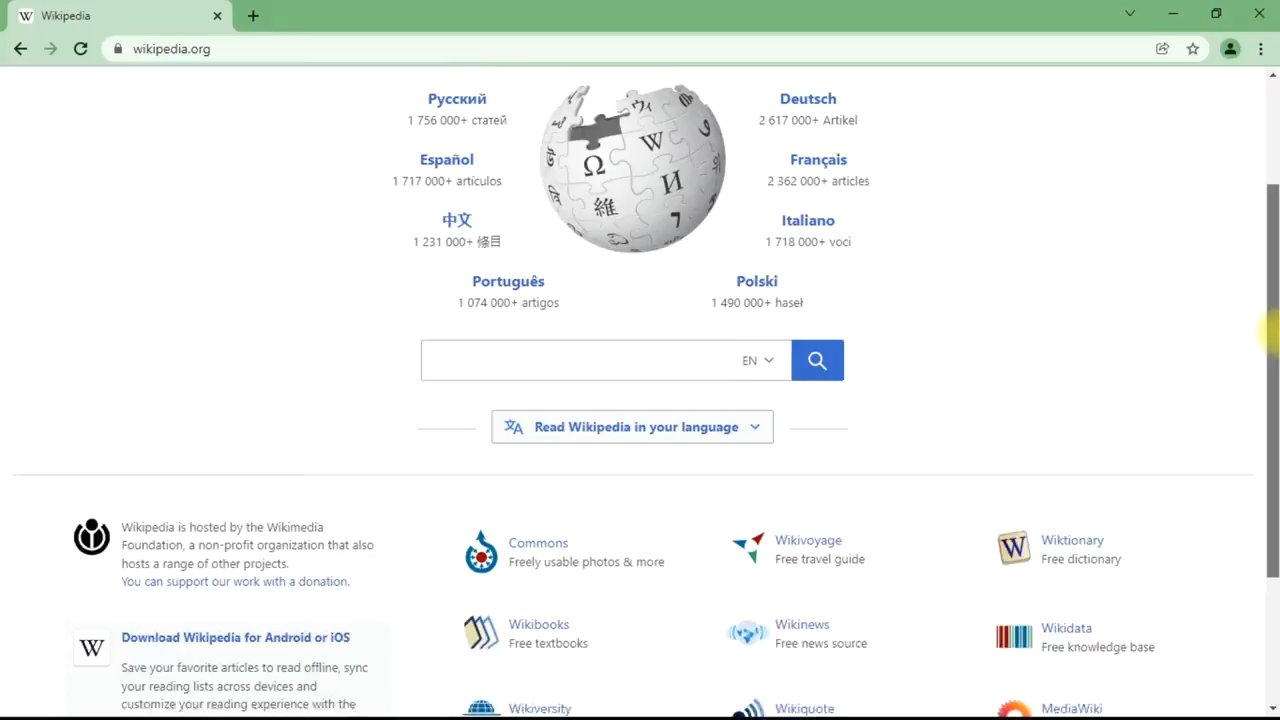 Wikipedia
wikipedia.org
Русский
1 756 000+ статей
Deutsch
2 617 000+ Artikel
Español
1 717 000+ artículos
Français
2 362 000+ articles
中文
1 231 000+ 條目
Italiano
1 718 000+ voci
Português
1 074 000+ artigos
Polski
1 490 000+ haseł
Ω
W
И
維
ウィ
EN
Read Wikipedia in your language
Wikipedia is hosted by the Wikimedia
Foundation, a non-profit organization that also
hosts a range of other projects.
You can support our work with a donation.
Download Wikipedia for Android or iOS
W
Save your favorite articles to read offline, sync
your reading lists across devices and
customize your reading experience with the
Commons
Freely usable photos & more
Wikivoyage
Free travel guide
W
Wiktionary
Free dictionary
Wikibooks
Free textbooks
Wikinews
Free news source
Wikidata
Free knowledge base
Wikiversity
Wikiquote
MediaWiki